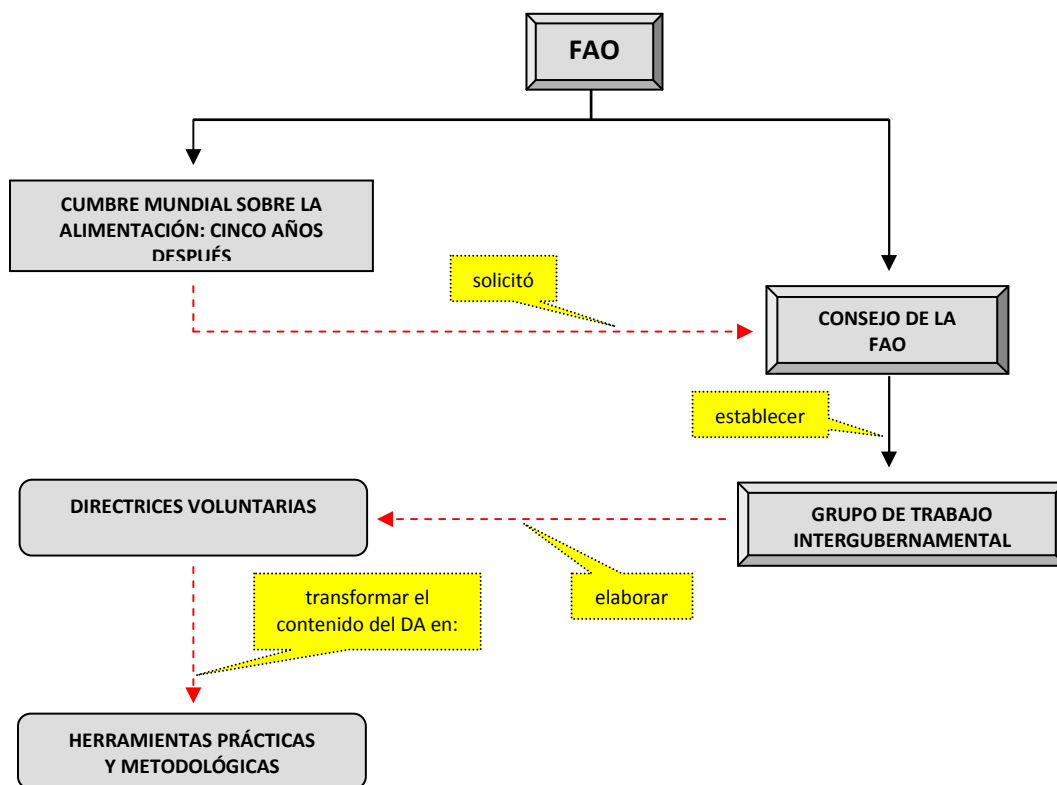 FAO
CUMBRE MUNDIAL SOBRE LA
ALIMENTACIÓN: CINCO AÑOS
DESPUÉS
solicitó
CONSEJO DE LA
FAO
establecer
DIRECTRICES VOLUNTARIAS
GRUPO DE TRABAJO
INTERGUBERNAMENTAL
transformar el
contenido del DA en:
elaborar
HERRAMIENTAS PRÁCTICAS
Y METODOLÓGICAS